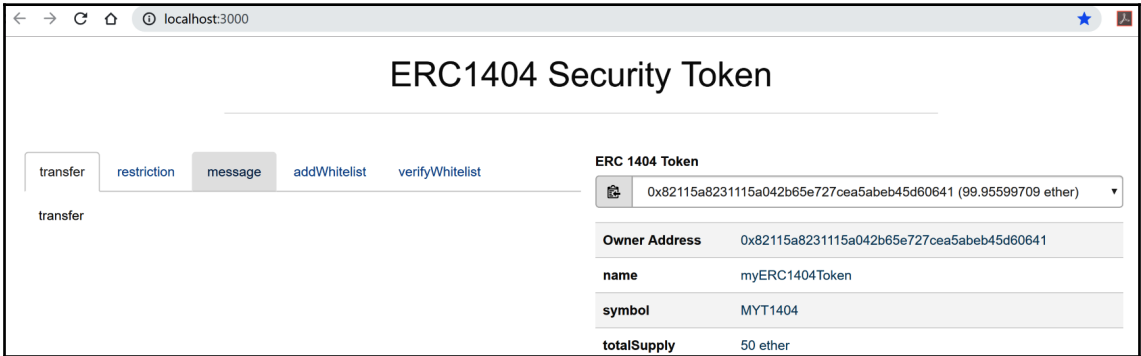 localhost:3000
ERC1404 Security Token
transfer restriction message addWhitelist verifyWhitelist
transfer
ERC 1404 Token
0x82115a8231115a042b65e727cea5abeb45d60641 (99.95599709 ether)
Owner Address 0x82115a8231115a042b65e727cea5abeb45d60641
name myERC1404Token
symbol MYT1404
totalSupply 50 ether